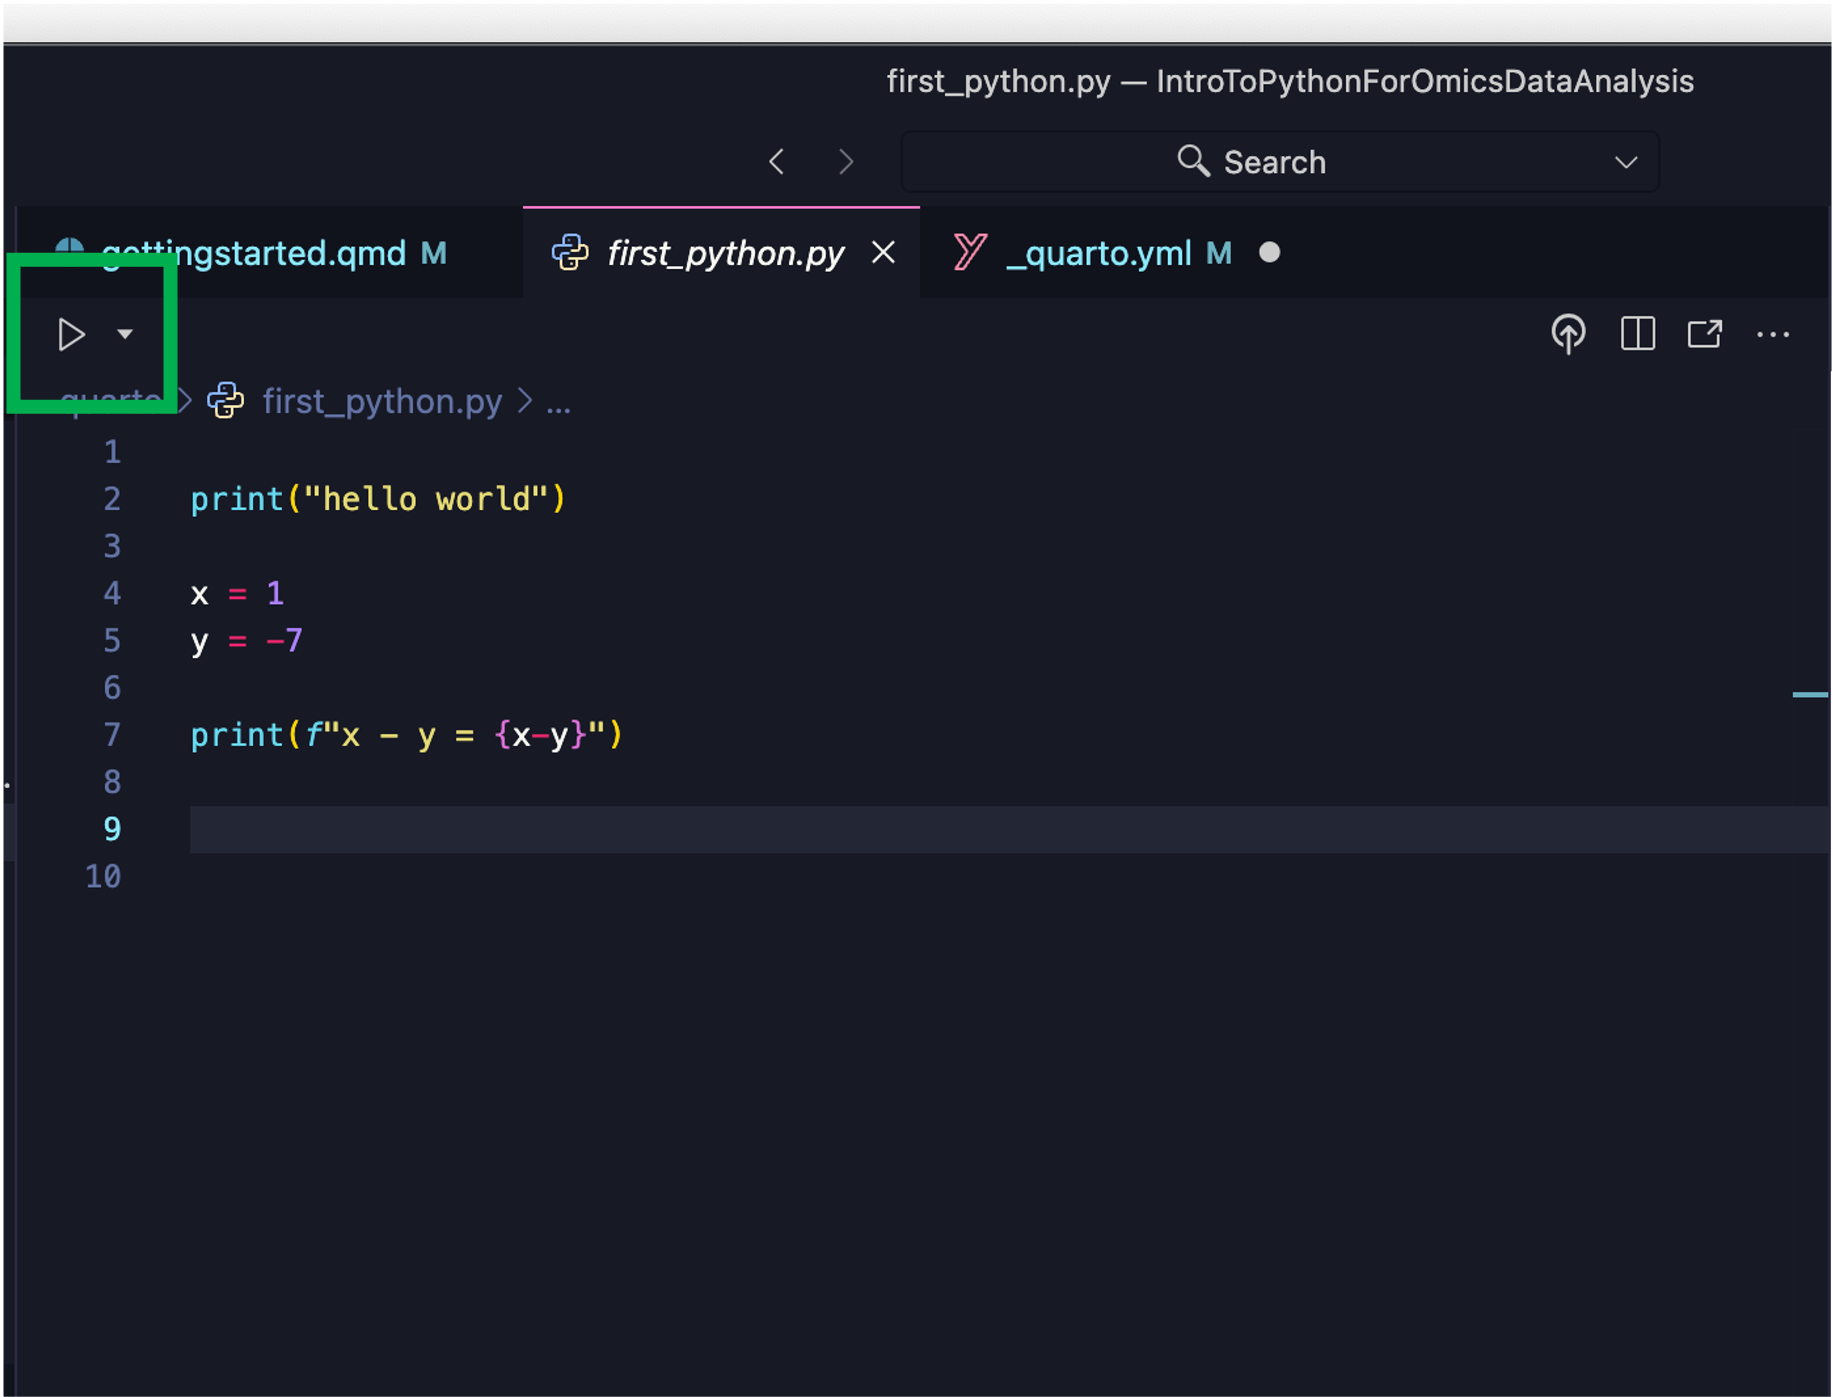 first_python.py — IntroToPythonForOmicsDataAnalysis
Search
gettingstarted.qmd M
first_python.py
_quarto.yml M
quarto > first_python.py > ...
1
2 print("hello world")
3
4 x = 1
5 y = -7
6
7 print(f"x - y = {x-y}")
8
9
10